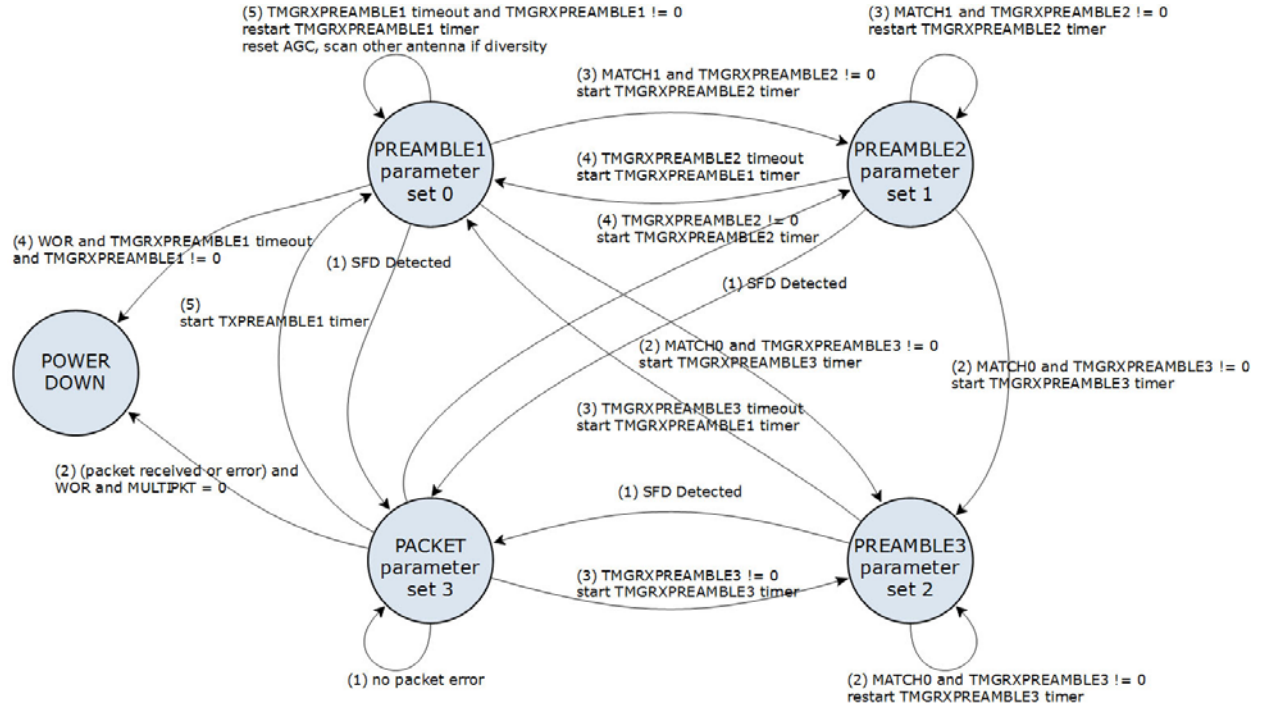 (5) TMGRXPREAMBLE1 timeout and TMGRXPREAMBLE1 != 0
restart TMGRXPREAMBLE1 timer
reset AGC, scan other antenna if diversity
(3) MATCH1 and TMGRXPREAMBLE2 != 0
restart TMGRXPREAMBLE2 timer
(3) MATCH1 and TMGRXPREAMBLE2 != 0
start TMGRXPREAMBLE2 timer
PREAMBLE1
parameter
set 0
PREAMBLE2
parameter
set 1
(4) TMGRXPREAMBLE2 timeout
start TMGRXPREAMBLE1 timer
(4) TMGRXPREAMBLE2 != 0
start TMGRXPREAMBLE2 timer
(4) WOR and TMGRXPREAMBLE1 timeout
and TMGRXPREAMBLE1 != 0
(1) SFD Detected
(1) SFD Detected
(5)
start TXPREAMBLE1 timer
POWER
DOWN
(2) MATCH0 and TMGRXPREAMBLE3 != 0
start TMGRXPREAMBLE3 timer
(2) MATCH0 and TMGRXPREAMBLE3 != 0
start TMGRXPREAMBLE3 timer
(3) TMGRXPREAMBLE3 timeout
start TMGRXPREAMBLE1 timer
(2) (packet received or error) and
WOR and MULTIPKT = 0
(1) SFD Detected
PACKET
parameter
set 3
PREAMBLE3
parameter
set 2
(3) TMGRXPREAMBLE3 != 0
start TMGRXPREAMBLE3 timer
(1) no packet error
(2) MATCH0 and TMGRXPREAMBLE3 != 0
restart TMGRXPREAMBLE3 timer